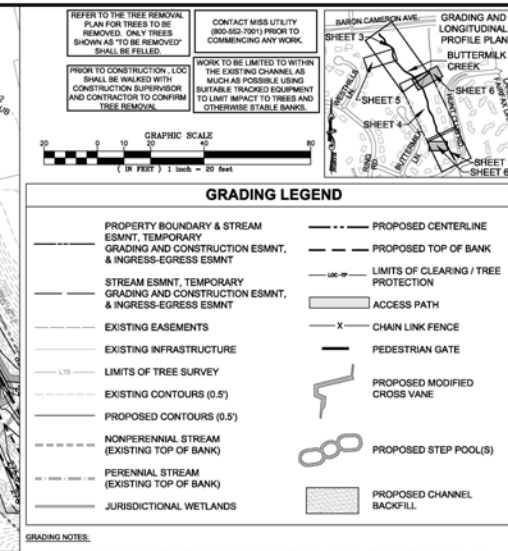 REFER TO THE TREE REMOVAL
PLAN FOR TREES TO BE
REMOVED. ONLY TREES
SHOWN AS "TO BE REMOVED"
SHALL BE FELLED.
CONTACT MISS UTILITY
(800-552-7001) PRIOR TO
COMMENCING ANY WORK.
PRIOR TO CONSTRUCTION , LOC
SHALL BE WALKED WITH
CONSTRUCTION SUPERVISOR
AND CONTRACTOR TO CONFIRM
TREE REMOVAL
WORK TO BE LIMITED TO WITHIN
THE EXISTING CHANNEL AS
MUCH AS POSSIBLE USING
SUITABLE TRACKED EQUIPMENT
TO LIMIT IMPACT TO TREES AND
OTHERWISE STABLE BANKS.
BARON CAMERON AVE.
GRADING AND
LONGITUDINAL
PROFILE PLAN
BUTTERMILK
CREEK
SHEET 3
WESTHILLS
LN.
SHEET 6
SHEET 5
SHEET 4
RING
RD
BUTTERMILK
LN
SHEET
SHEET 6
GRAPHIC SCALE
20 0 10 20 40 80
( IN FEET ) 1 inch = 20 feet
GRADING LEGEND
PROPERTY BOUNDARY & STREAM
ESMNT, TEMPORARY
GRADING AND CONSTRUCTION ESMNT,
& INGRESS-EGRESS ESMNT
STREAM ESMNT, TEMPORARY
GRADING AND CONSTRUCTION ESMNT,
& INGRESS-EGRESS ESMNT
EXISTING EASEMENTS
EXISTING INFRASTRUCTURE
LTS LIMITS OF TREE SURVEY
EXISTING CONTOURS (0.5')
PROPOSED CONTOURS (0.5')
NONPERENNIAL STREAM
(EXISTING TOP OF BANK)
PERENNIAL STREAM
(EXISTING TOP OF BANK)
JURISDICTIONAL WETLANDS
PROPOSED CENTERLINE
PROPOSED TOP OF BANK
LOC-TP LIMITS OF CLEARING / TREE
PROTECTION
ACCESS PATH
X CHAIN LINK FENCE
PEDESTRIAN GATE
PROPOSED MODIFIED
CROSS VANE
PROPOSED STEP POOL(S)
PROPOSED CHANNEL
BACKFILL
GRADING NOTES: